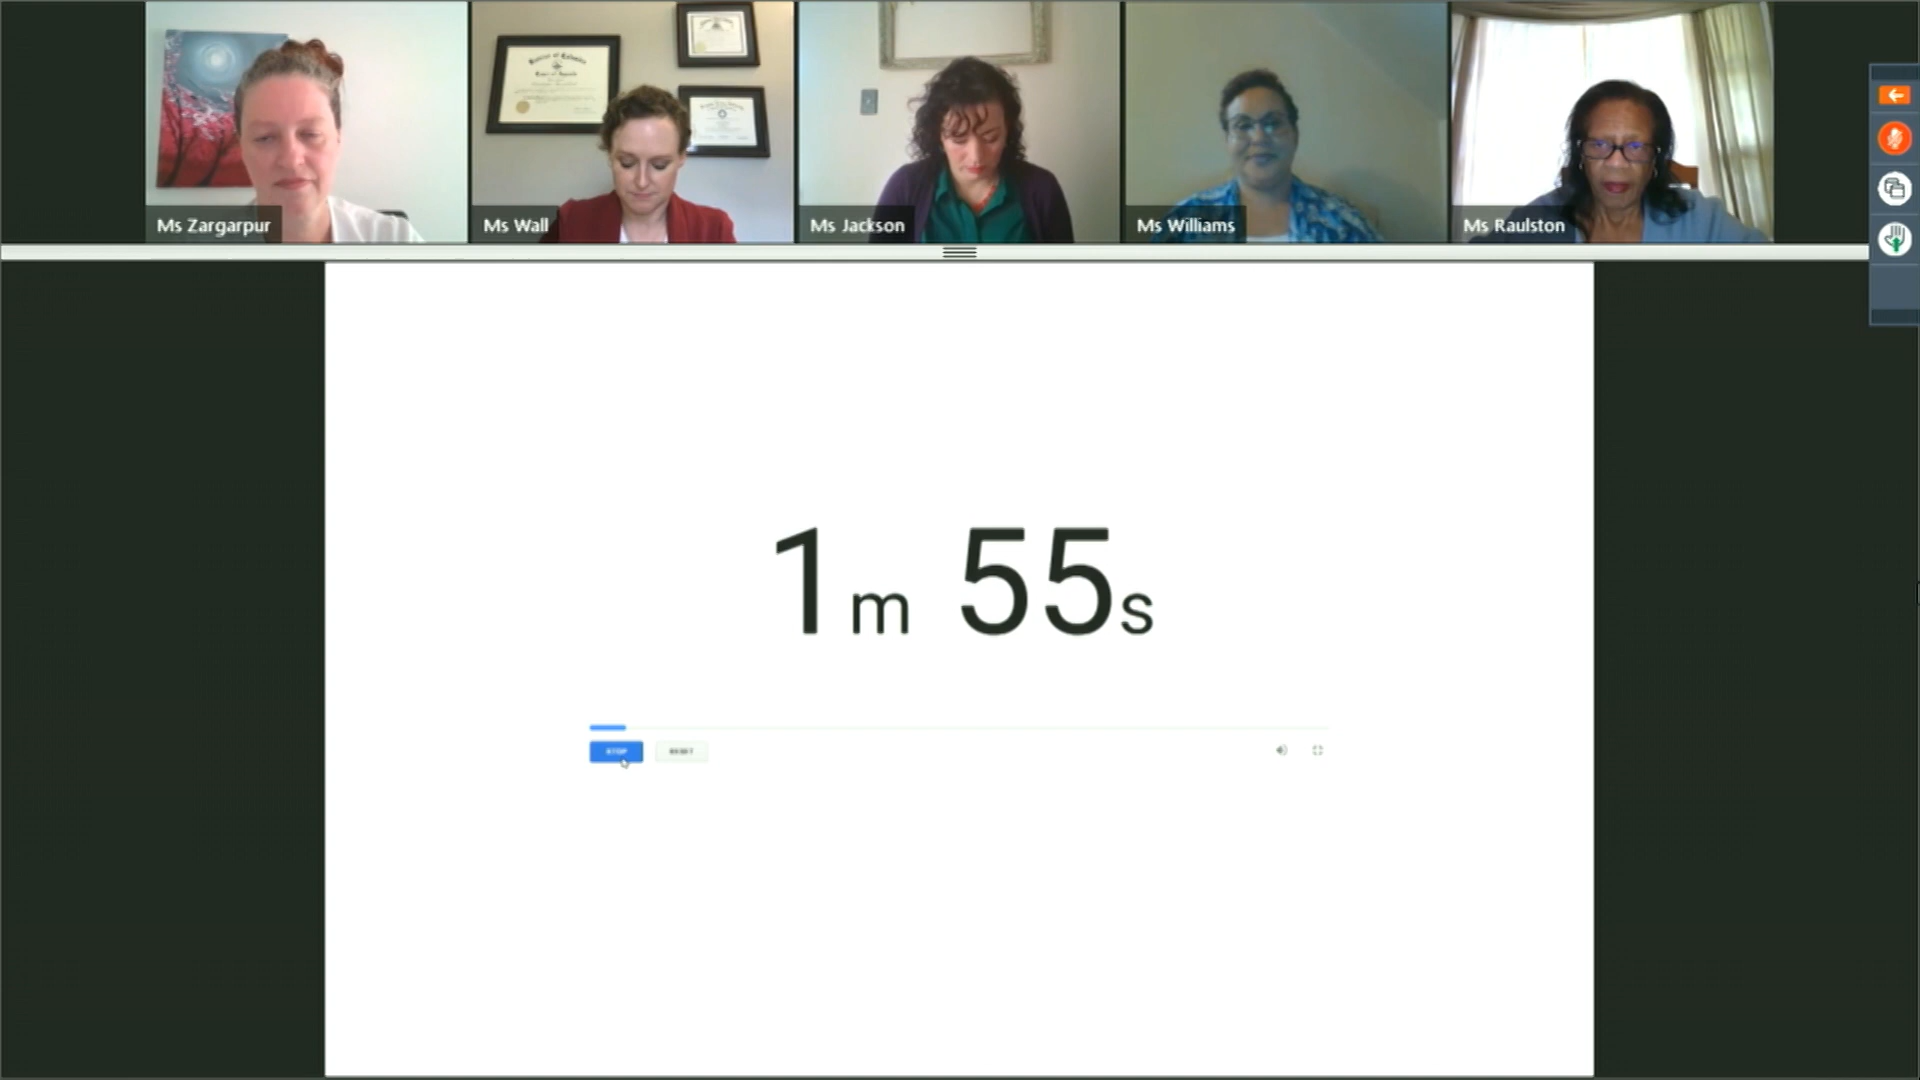 Ms Zargarpur
Ms Wall
Ms Jackson
Ms Williams
Ms Raulston
1m 55s
STOP
RESET